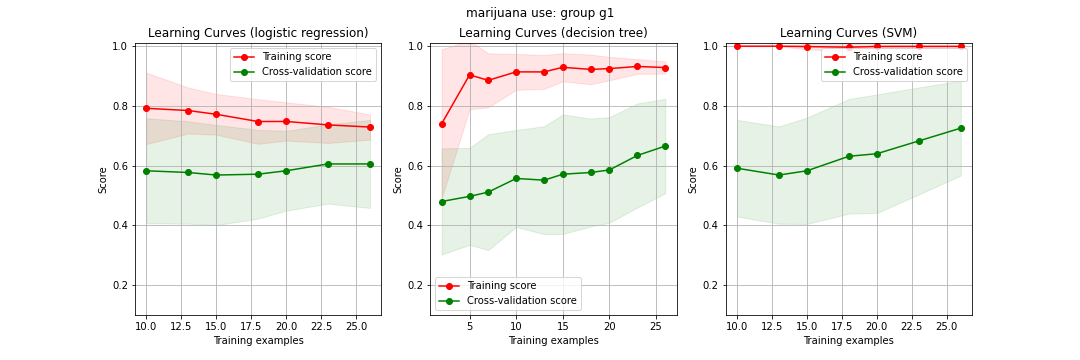 marijuana use: group g1
Learning Curves (logistic regression)
Training score
Cross-validation score
1.0
0.8
0.6
0.4
0.2
Score
10.0 12.5 15.0 17.5 20.0 22.5 25.0
Training examples
Learning Curves (decision tree)
1.0
0.8
0.6
0.4
0.2
Score
Training score
Cross-validation score
5 10 15 20 25
Training examples
Learning Curves (SVM)
Training score
Cross-validation score
1.0
0.8
0.6
0.4
0.2
Score
10.0 12.5 15.0 17.5 20.0 22.5 25.0
Training examples